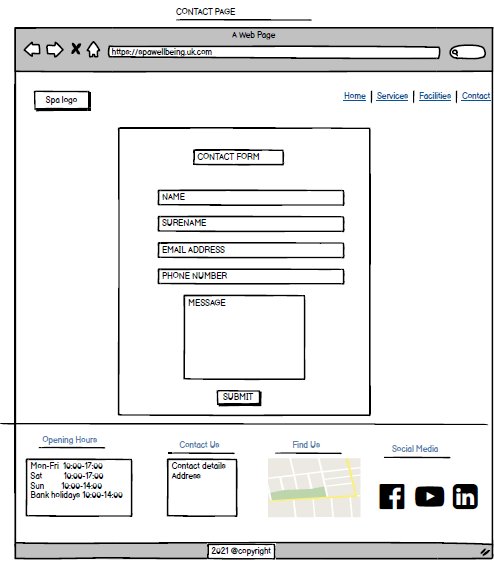 CONTACT PAGE
A Web Page
https://spawellbeing.uk.com
Spa logo
Home | Services | Facilities | Contact
CONTACT FORM
NAME
SURENAME
EMAIL ADDRESS
PHONE NUMBER
MESSAGE
SUBMIT
Opening Hours
Mon-Fri 10:00-17:00
Sat 10:00-17:00
Sun 10:00-14:00
Bank holidays 10:00-14:00
Contact Us
Contact details
Address
Find Us
Social Media
f
in
2021 @copyright